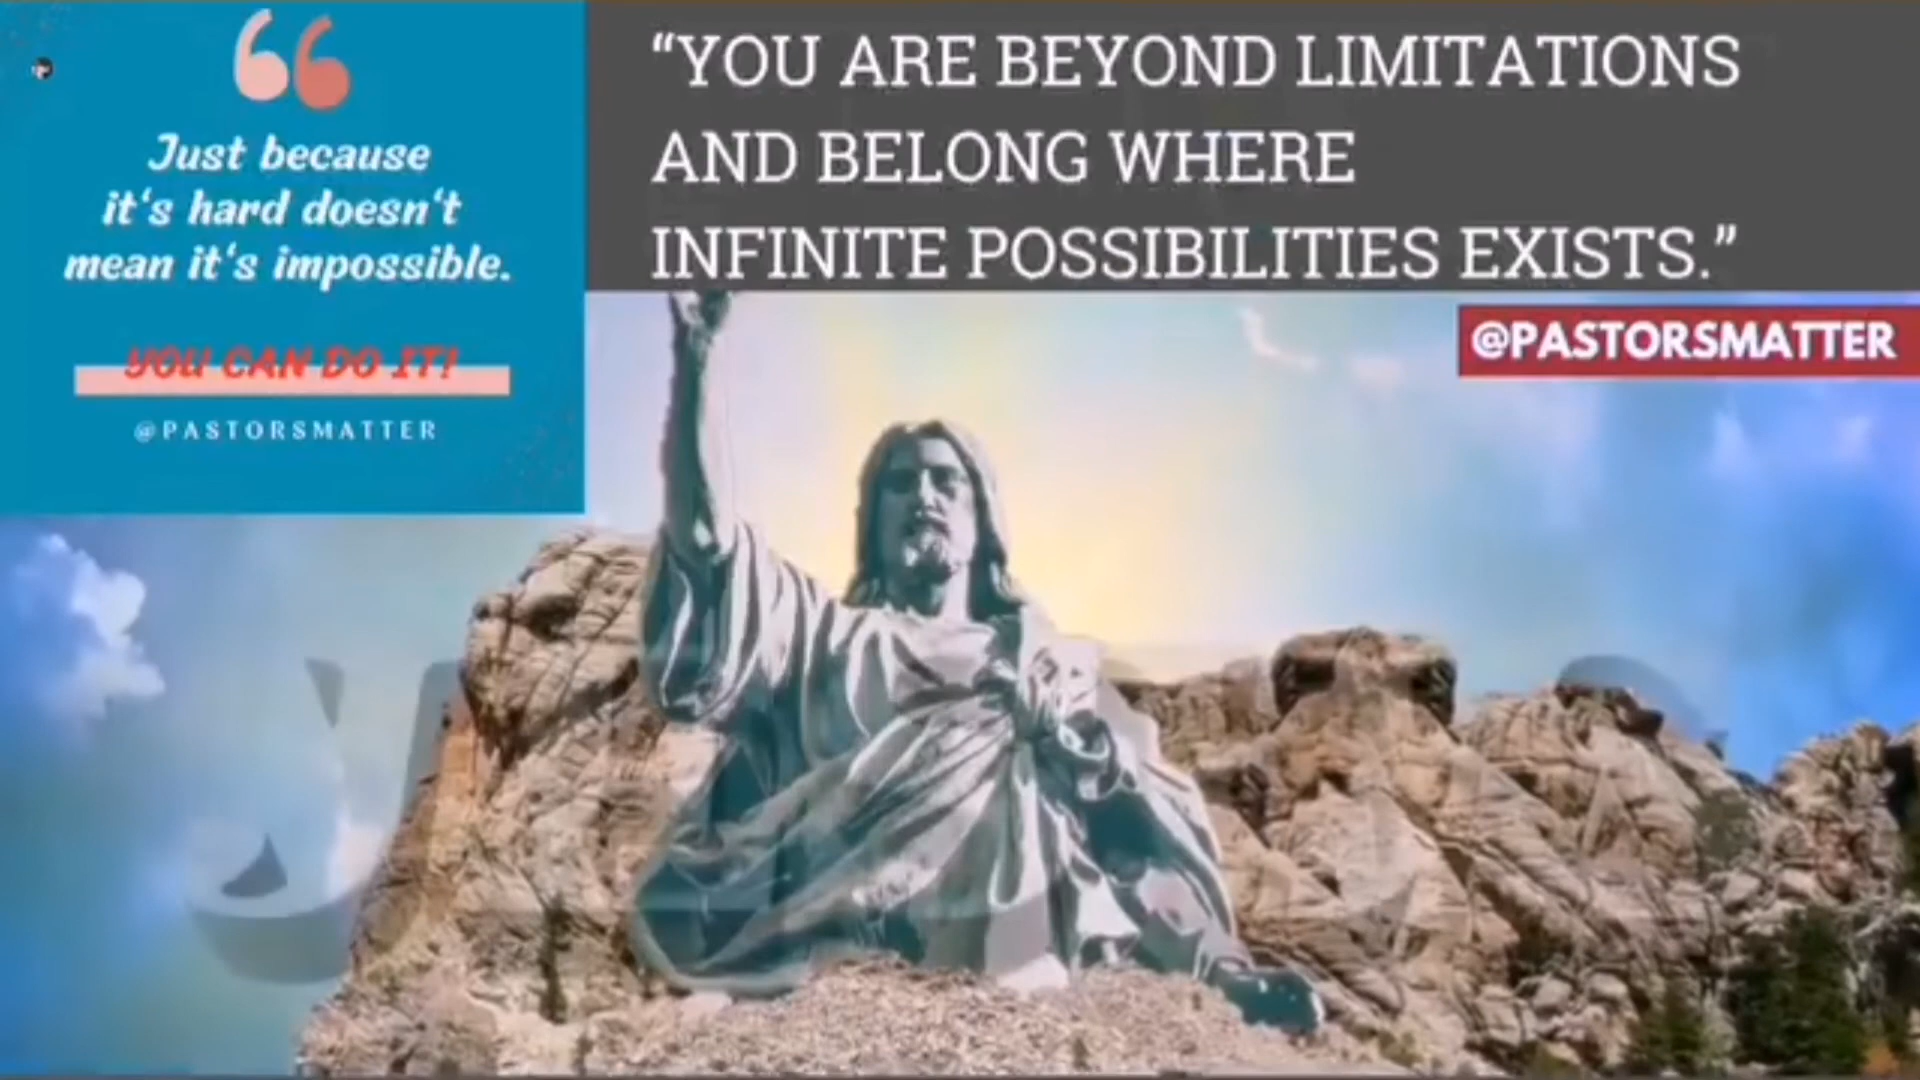 Just because
it‘s hard doesn‘t
mean it‘s impossible.
YOU CAN DO IT!
@PASTORSMATTER
“YOU ARE BEYOND LIMITATIONS
AND BELONG WHERE
INFINITE POSSIBILITIES EXISTS.”
@PASTORSMATTER